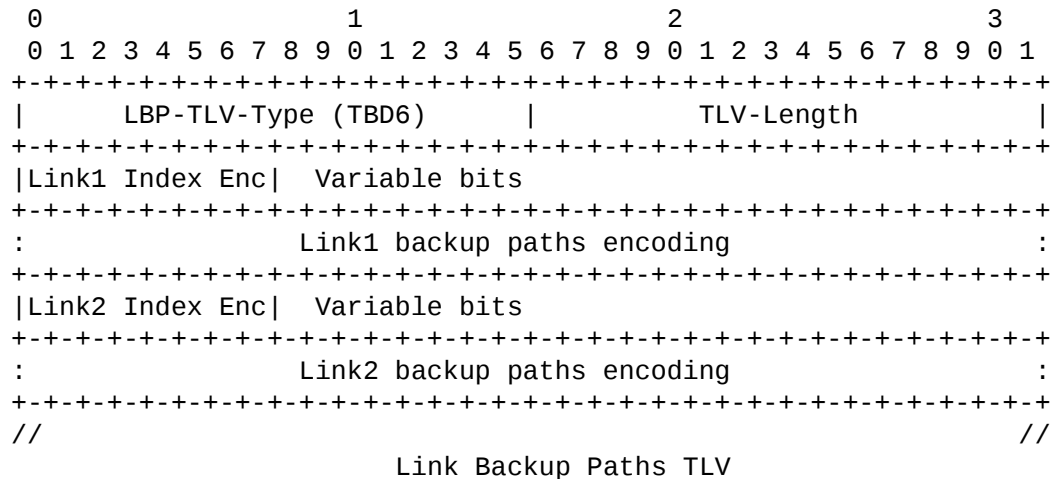 0                   1                   2                   3
 0 1 2 3 4 5 6 7 8 9 0 1 2 3 4 5 6 7 8 9 0 1 2 3 4 5 6 7 8 9 0 1
+-+-+-+-+-+-+-+-+-+-+-+-+-+-+-+-+-+-+-+-+-+-+-+-+-+-+-+-+-+-+-+-+
|      LBP-TLV-Type (TBD6)      |          TLV-Length           |
+-+-+-+-+-+-+-+-+-+-+-+-+-+-+-+-+-+-+-+-+-+-+-+-+-+-+-+-+-+-+-+-+
|Link1 Index Enc|  Variable bits
+-+-+-+-+-+-+-+-+-+-+-+-+-+-+-+-+-+-+-+-+-+-+-+-+-+-+-+-+-+-+-+-+
:                 Link1 backup paths encoding                   :
+-+-+-+-+-+-+-+-+-+-+-+-+-+-+-+-+-+-+-+-+-+-+-+-+-+-+-+-+-+-+-+-+
|Link2 Index Enc|  Variable bits
+-+-+-+-+-+-+-+-+-+-+-+-+-+-+-+-+-+-+-+-+-+-+-+-+-+-+-+-+-+-+-+-+
:                 Link2 backup paths encoding                   :
+-+-+-+-+-+-+-+-+-+-+-+-+-+-+-+-+-+-+-+-+-+-+-+-+-+-+-+-+-+-+-+-+
//                                                             //
                        Link Backup Paths TLV